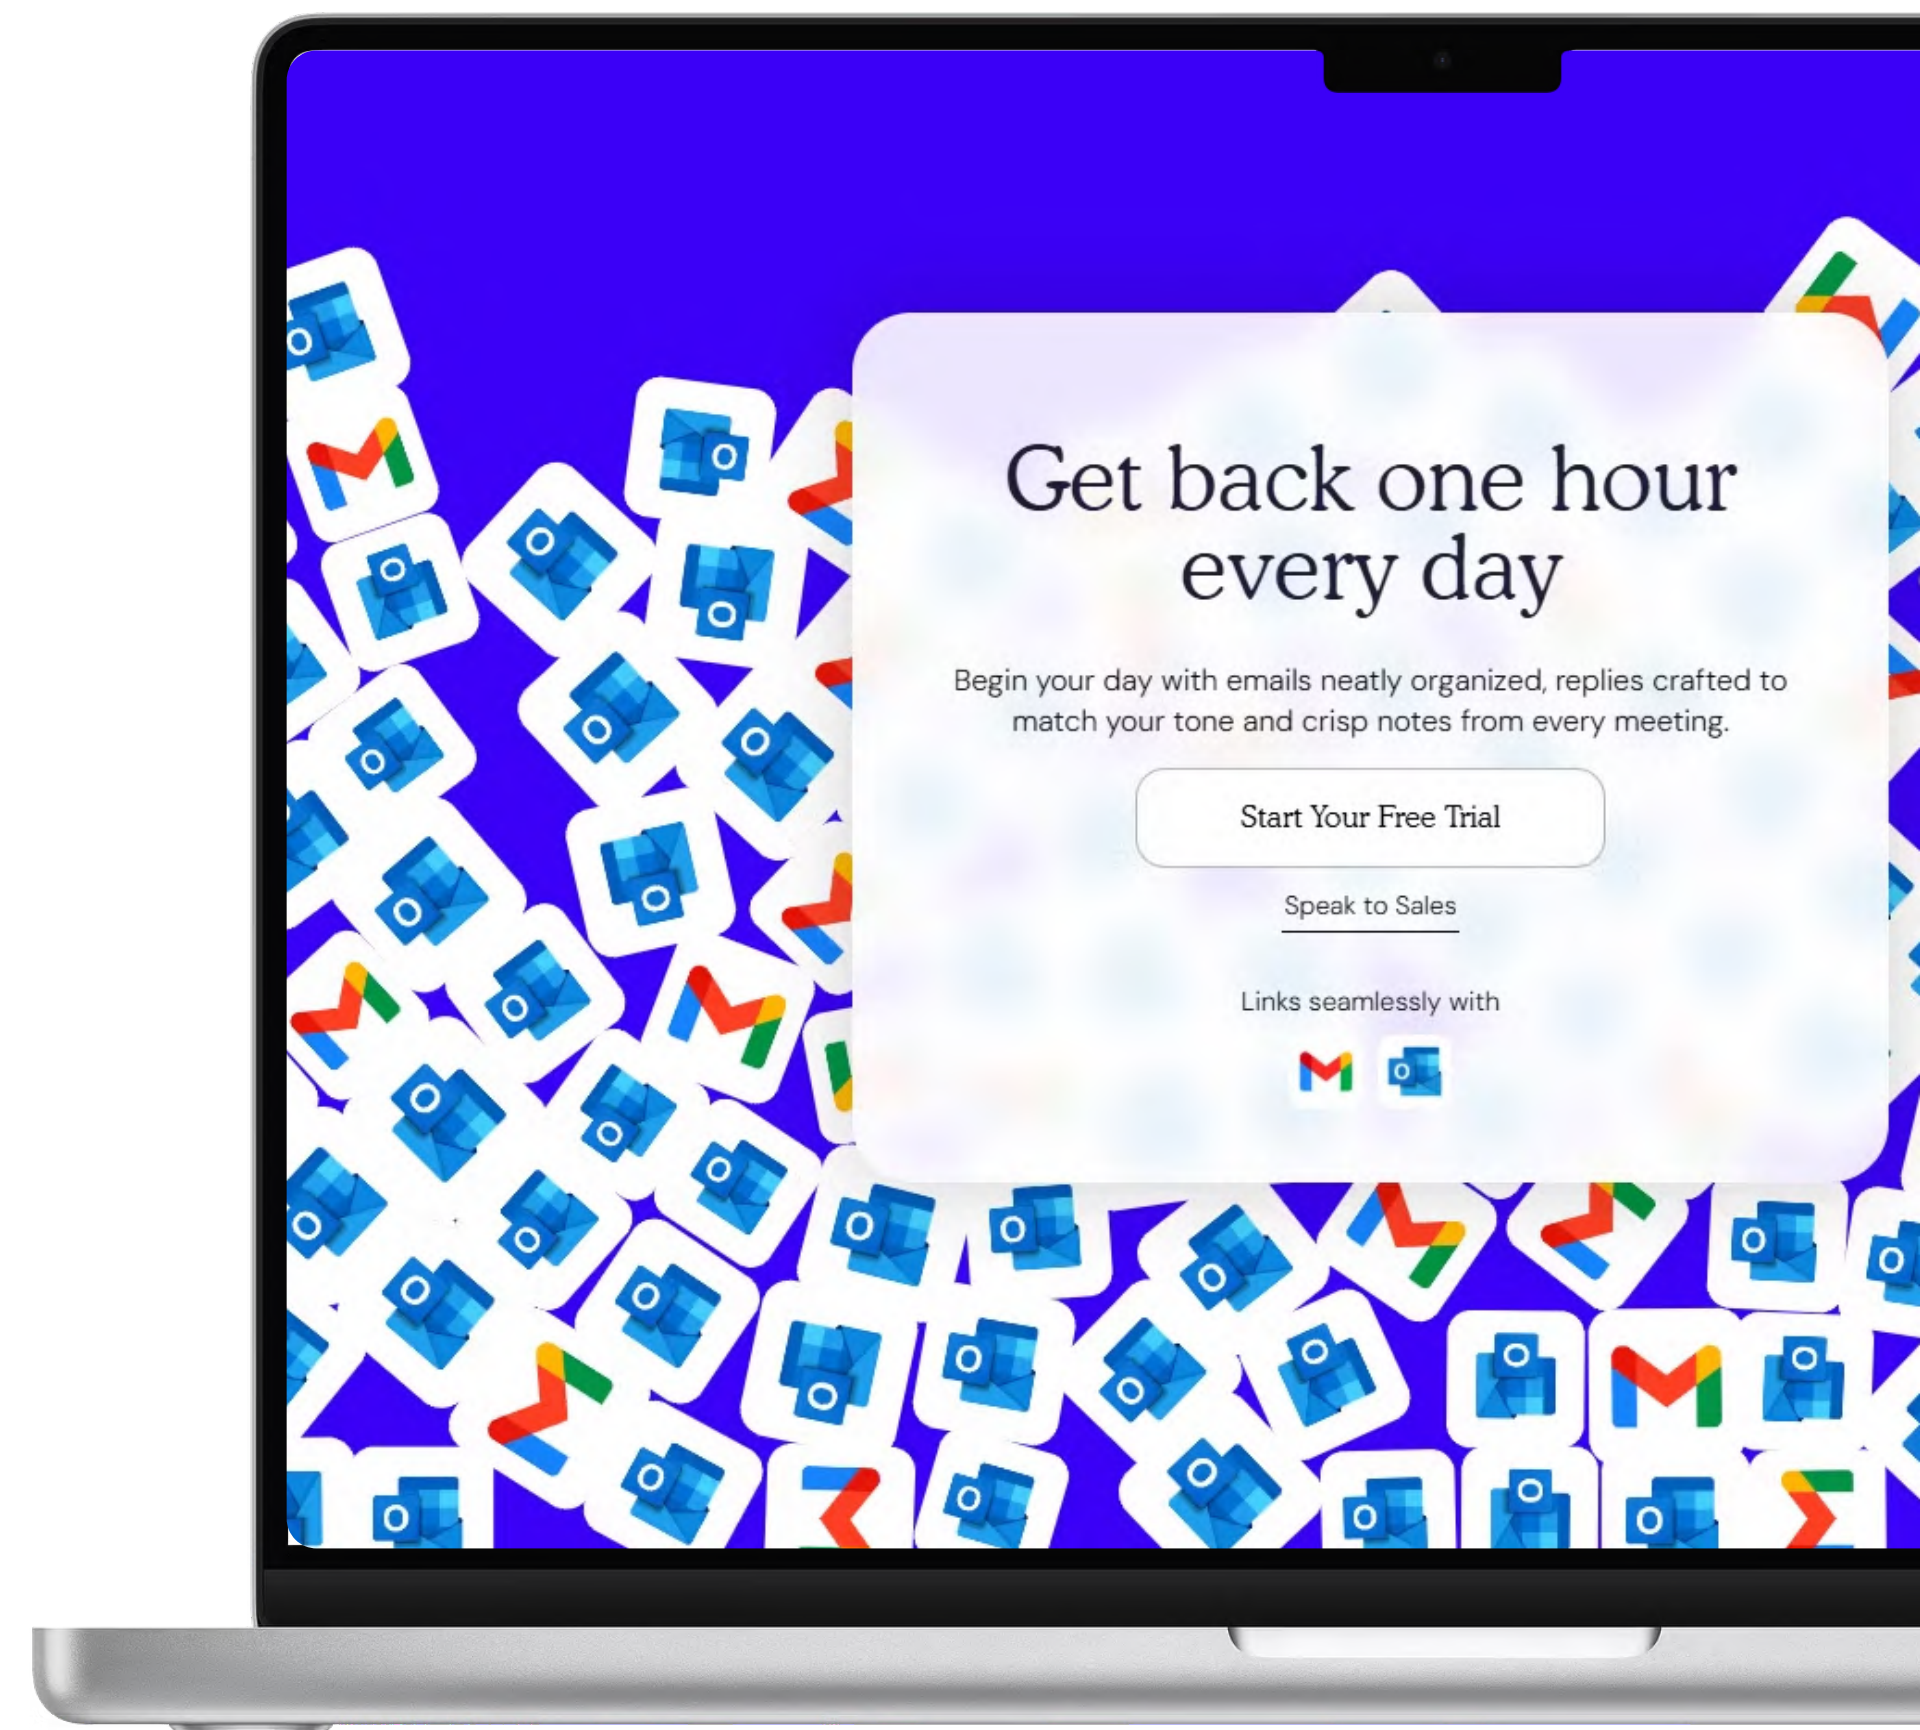 Get back one hour
every day
Begin your day with emails neatly organized, replies crafted to
match your tone and crisp notes from every meeting.
Start Your Free Trial
Speak to Sales
Links seamlessly with